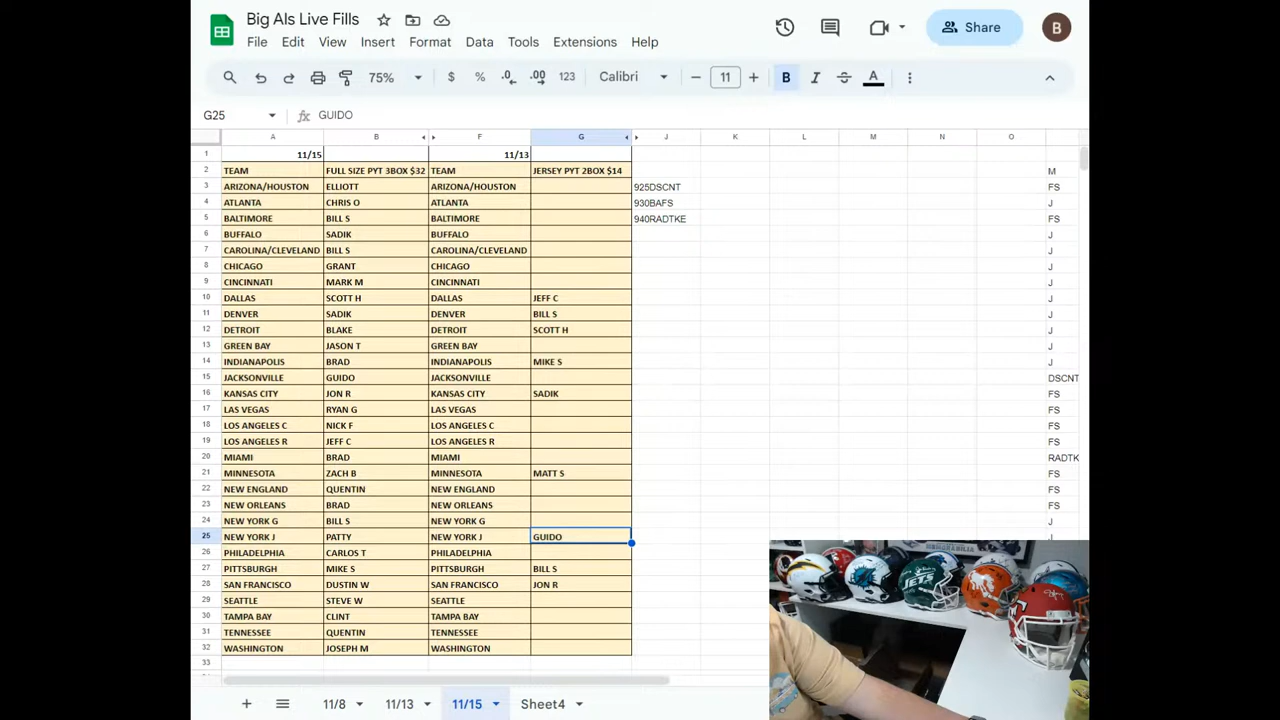 Big Als Live Fills
File Edit View Insert Format Data Tools Extensions Help
Share
B
75% $ % .0 .00 123 Calibri 11 B I A
G25 GUIDO
A B F G J K L M N O
1 11/15 11/13
2 TEAM FULL SIZE PYT 3BOX $32 TEAM JERSEY PYT 2BOX $14 M
3 ARIZONA/HOUSTON ELLIOTT ARIZONA/HOUSTON 925DSCNT FS
4 ATLANTA CHRIS O ATLANTA 930BAFS J
5 BALTIMORE BILL S BALTIMORE 940RADTKE FS
6 BUFFALO SADIK BUFFALO J
7 CAROLINA/CLEVELAND BILL S CAROLINA/CLEVELAND J
8 CHICAGO GRANT CHICAGO J
9 CINCINNATI MARK M CINCINNATI J
10 DALLAS SCOTT H DALLAS JEFF C J
11 DENVER SADIK DENVER BILL S J
12 DETROIT BLAKE DETROIT SCOTT H J
13 GREEN BAY JASON T GREEN BAY J
14 INDIANAPOLIS BRAD INDIANAPOLIS MIKE S J
15 JACKSONVILLE GUIDO JACKSONVILLE DSCNT
16 KANSAS CITY JON R KANSAS CITY SADIK FS
17 LAS VEGAS RYAN G LAS VEGAS FS
18 LOS ANGELES C NICK F LOS ANGELES C FS
19 LOS ANGELES R JEFF C LOS ANGELES R FS
20 MIAMI BRAD MIAMI RADTK
21 MINNESOTA ZACH B MINNESOTA MATT S FS
22 NEW ENGLAND QUENTIN NEW ENGLAND FS
23 NEW ORLEANS BRAD NEW ORLEANS FS
24 NEW YORK G BILL S NEW YORK G J
25 NEW YORK J PATTY NEW YORK J GUIDO
26 PHILADELPHIA CARLOS T PHILADELPHIA
27 PITTSBURGH MIKE S PITTSBURGH BILL S
28 SAN FRANCISCO DUSTIN W SAN FRANCISCO JON R
29 SEATTLE STEVE W SEATTLE
30 TAMPA BAY CLINT TAMPA BAY
31 TENNESSEE QUENTIN TENNESSEE
32 WASHINGTON JOSEPH M WASHINGTON
33
JETS
11/8 11/13 11/15 Sheet4